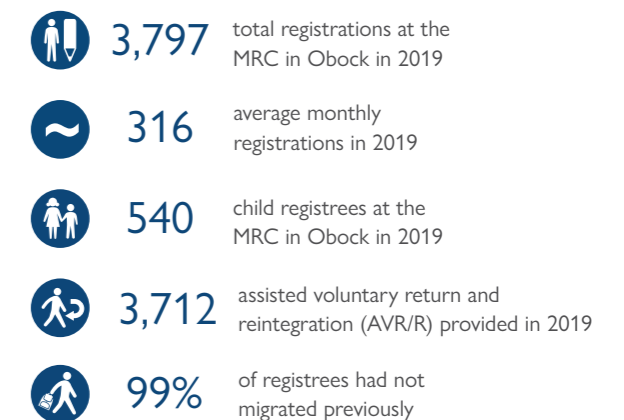 3,797
total registrations at the
MRC in Obock in 2019
316
average monthly
registrations in 2019
540
child registrees at the
MRC in Obock in 2019
3,712
assisted voluntary return and
reintegration (AVR/R) provided in 2019
99%
of registrees had not
migrated previously